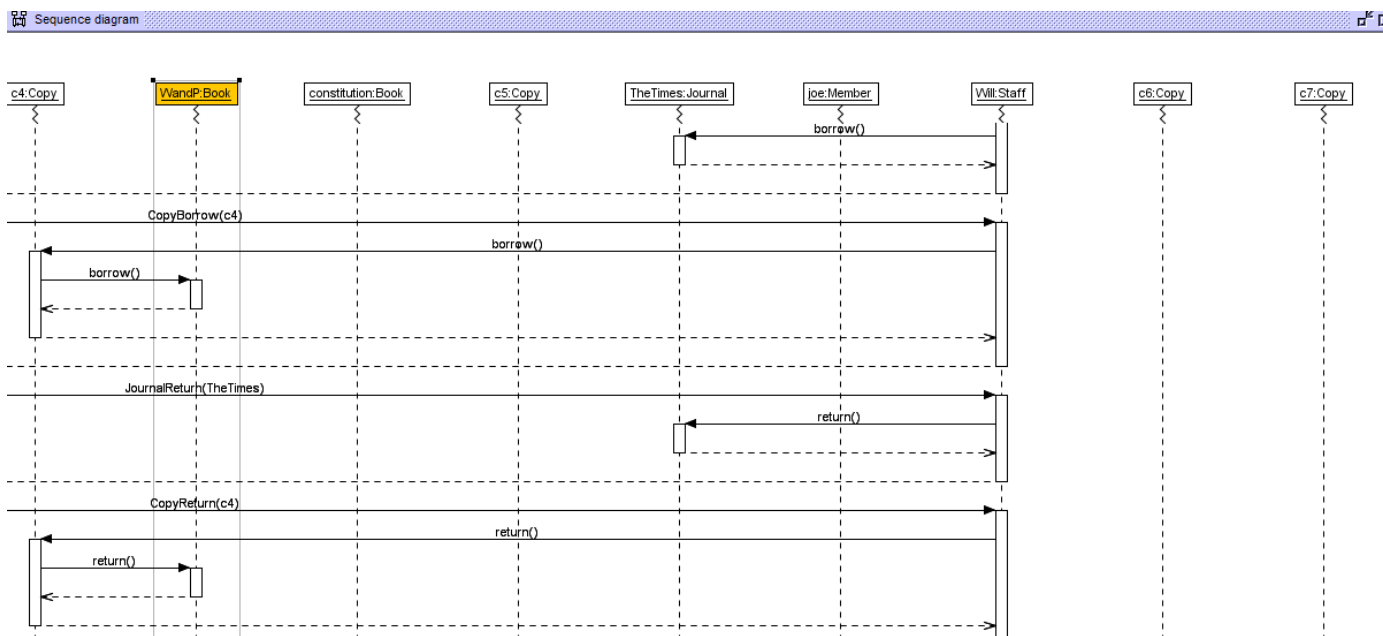 Sequence diagram
c4:Copy WandP:Book constitution:Book c5:Copy TheTimes:Journal joe:Member Will:Staff c6:Copy c7:Copy
borrow()
CopyBorrow(c4)
borrow()
borrow()
JournalReturn(TheTimes)
return()
CopyReturn(c4)
return()
return()